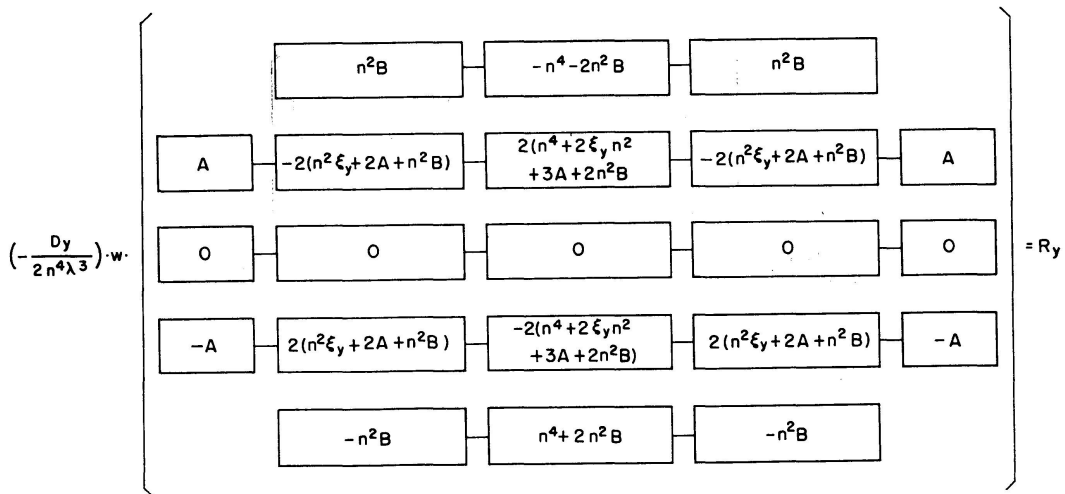 n²B   -n⁴-2n²B   n²B
A   -2(n²ξy+2A+n²B)   2(n⁴+2ξyn²   -2(n²ξy+2A+n²B)   A
+3A+2n²B
(-Dy/2n⁴λ³)·w·   0   0   0   0   0   = Ry
-A   2(n²ξy+2A+n²B)   -2(n⁴+2ξyn²   2(n²ξy+2A+n²B)   -A
+3A+2n²B)
-n²B   n⁴+2n²B   -n²B